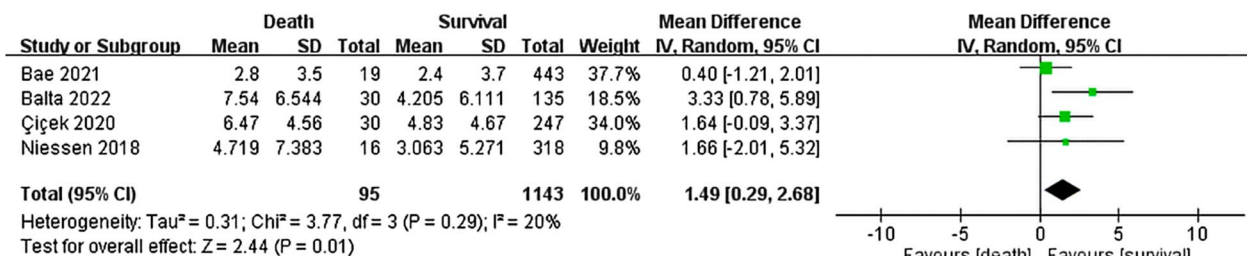 Death Survival Mean Difference Mean Difference
Study or Subgroup Mean SD Total Mean SD Total Weight IV, Random, 95% CI IV, Random, 95% CI
Bae 2021 2.8 3.5 19 2.4 3.7 443 37.7% 0.40 [-1.21, 2.01]
Balta 2022 7.54 6.544 30 4.205 6.111 135 18.5% 3.33 [0.78, 5.89]
Çiçek 2020 6.47 4.56 30 4.83 4.67 247 34.0% 1.64 [-0.09, 3.37]
Niessen 2018 4.719 7.383 16 3.063 5.271 318 9.8% 1.66 [-2.01, 5.32]
Total (95% CI) 95 1143 100.0% 1.49 [0.29, 2.68]
Heterogeneity: Tau² = 0.31; Chi² = 3.77, df = 3 (P = 0.29); I² = 20%
Test for overall effect: Z = 2.44 (P = 0.01)
-10 -5 0 5 10
Favours [death] Favours [survival]